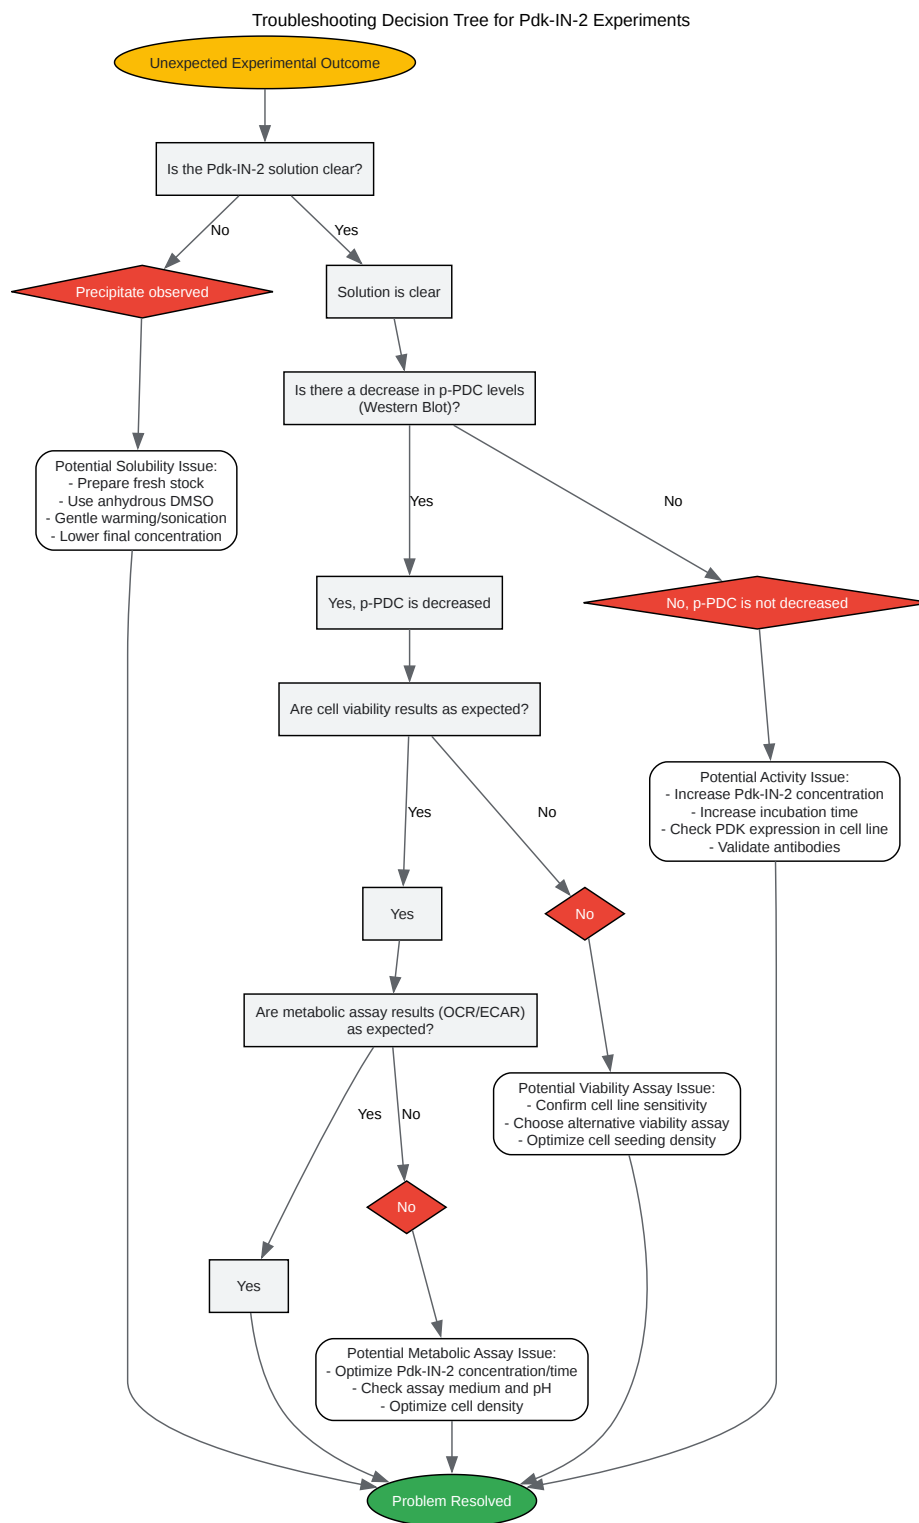 Troubleshooting Decision Tree for Pdk-IN-2 Experiments
Unexpected Experimental Outcome
Is the Pdk-IN-2 solution clear?
No
Yes
Precipitate observed
Solution is clear
Is there a decrease in p-PDC levels
(Western Blot)?
Potential Solubility Issue:
- Prepare fresh stock
- Use anhydrous DMSO
- Gentle warming/sonication
- Lower final concentration
Yes
No
Yes, p-PDC is decreased
No, p-PDC is not decreased
Are cell viability results as expected?
Potential Activity Issue:
- Increase Pdk-IN-2 concentration
- Increase incubation time
- Check PDK expression in cell line
- Validate antibodies
Yes
No
Yes
No
Are metabolic assay results (OCR/ECAR)
as expected?
Potential Viability Assay Issue:
- Confirm cell line sensitivity
- Choose alternative viability assay
- Optimize cell seeding density
Yes
No
No
Yes
Potential Metabolic Assay Issue:
- Optimize Pdk-IN-2 concentration/time
- Check assay medium and pH
- Optimize cell density
Problem Resolved